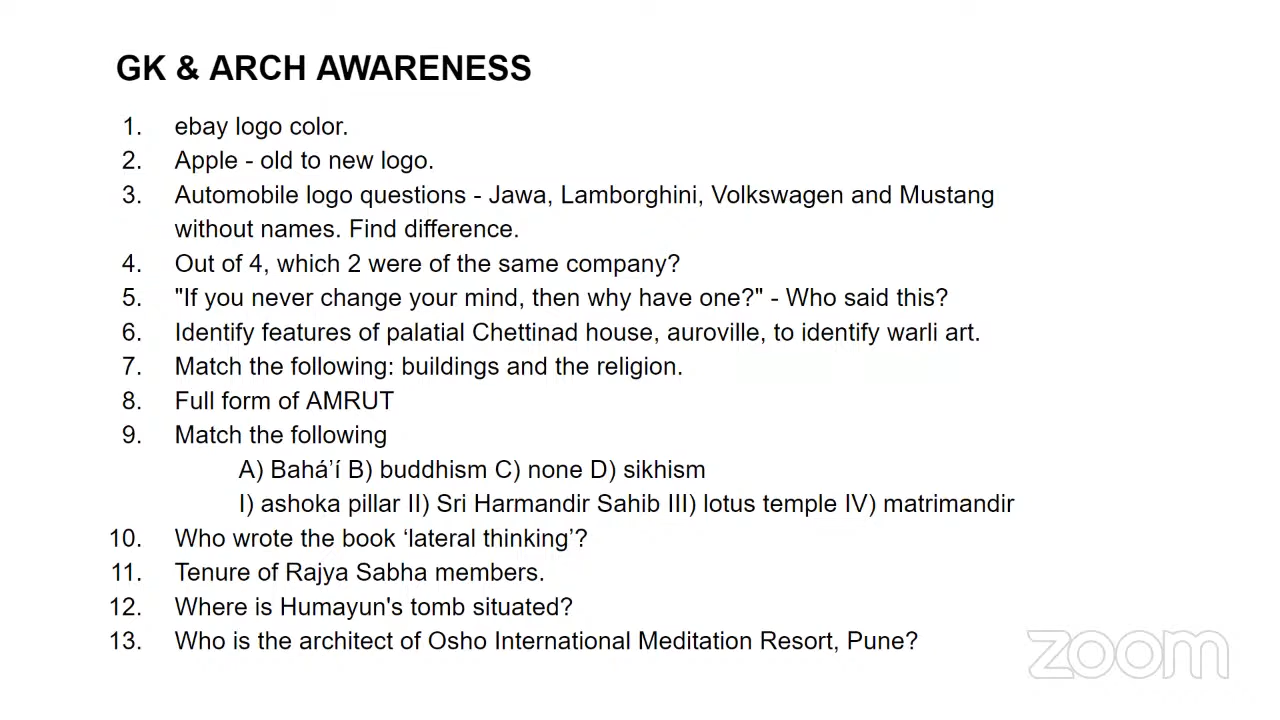 GK & ARCH AWARENESS
1. ebay logo color.
2. Apple - old to new logo.
3. Automobile logo questions - Jawa, Lamborghini, Volkswagen and Mustang
without names. Find difference.
4. Out of 4, which 2 were of the same company?
5. "If you never change your mind, then why have one?" - Who said this?
6. Identify features of palatial Chettinad house, auroville, to identify warli art.
7. Match the following: buildings and the religion.
8. Full form of AMRUT
9. Match the following
A) Bahá’í B) buddhism C) none D) sikhism
I) ashoka pillar II) Sri Harmandir Sahib III) lotus temple IV) matrimandir
10. Who wrote the book ‘lateral thinking’?
11. Tenure of Rajya Sabha members.
12. Where is Humayun's tomb situated?
13. Who is the architect of Osho International Meditation Resort, Pune?
zoom